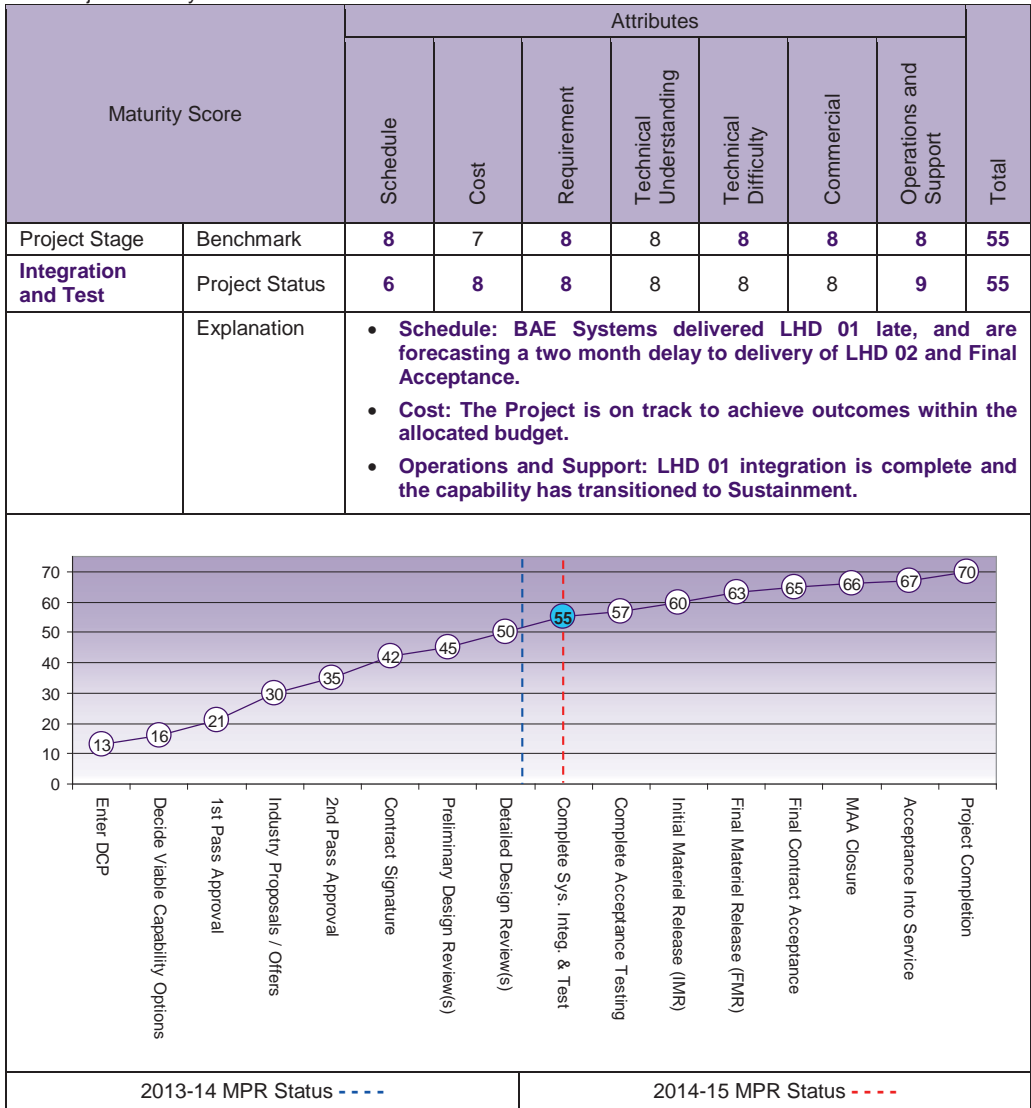 Attributes
Maturity Score
Schedule
Cost
Requirement
Technical
Understanding
Technical
Difficulty
Commercial
Operations and
Support
Total
Project Stage Benchmark 8 7 8 8 8 8 8 55
Integration
and Test Project Status 6 8 8 8 8 8 9 55
Explanation
• Schedule: BAE Systems delivered LHD 01 late, and are
forecasting a two month delay to delivery of LHD 02 and Final
Acceptance.
• Cost: The Project is on track to achieve outcomes within the
allocated budget.
• Operations and Support: LHD 01 integration is complete and
the capability has transitioned to Sustainment.
70
60
50
40
30
20
10
0
13
16
21
30
35
42
45
50
55
57
60
63
65
66
67
70
Enter DCP
Decide Viable Capability Options
1st Pass Approval
Industry Proposals / Offers
2nd Pass Approval
Contract Signature
Preliminary Design Review(s)
Detailed Design Review(s)
Complete Sys. Integ. & Test
Complete Acceptance Testing
Initial Materiel Release (IMR)
Final Materiel Release (FMR)
Final Contract Acceptance
MAA Closure
Acceptance Into Service
Project Completion
2013-14 MPR Status - - - -
2014-15 MPR Status - - - -